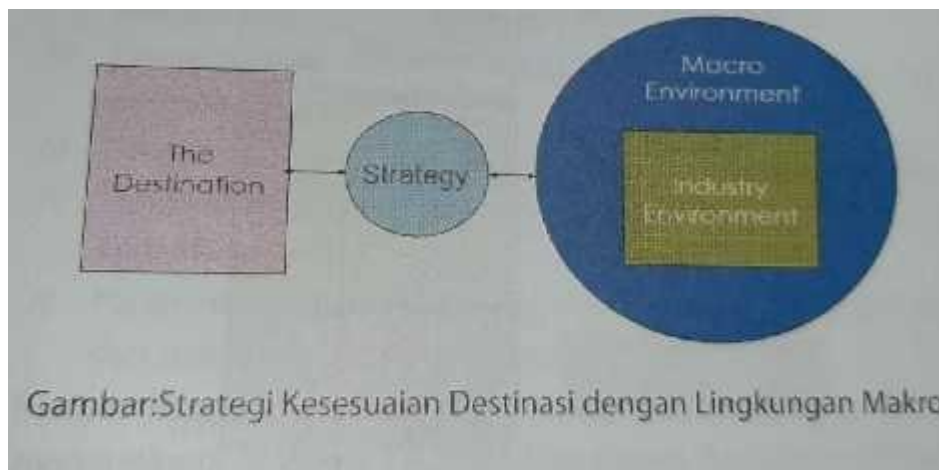 The
Destination
Strategy
Macro
Environment
Industry
Environment
Gambar:Strategi Kesesuaian Destinasi dengan Lingkungan Makro